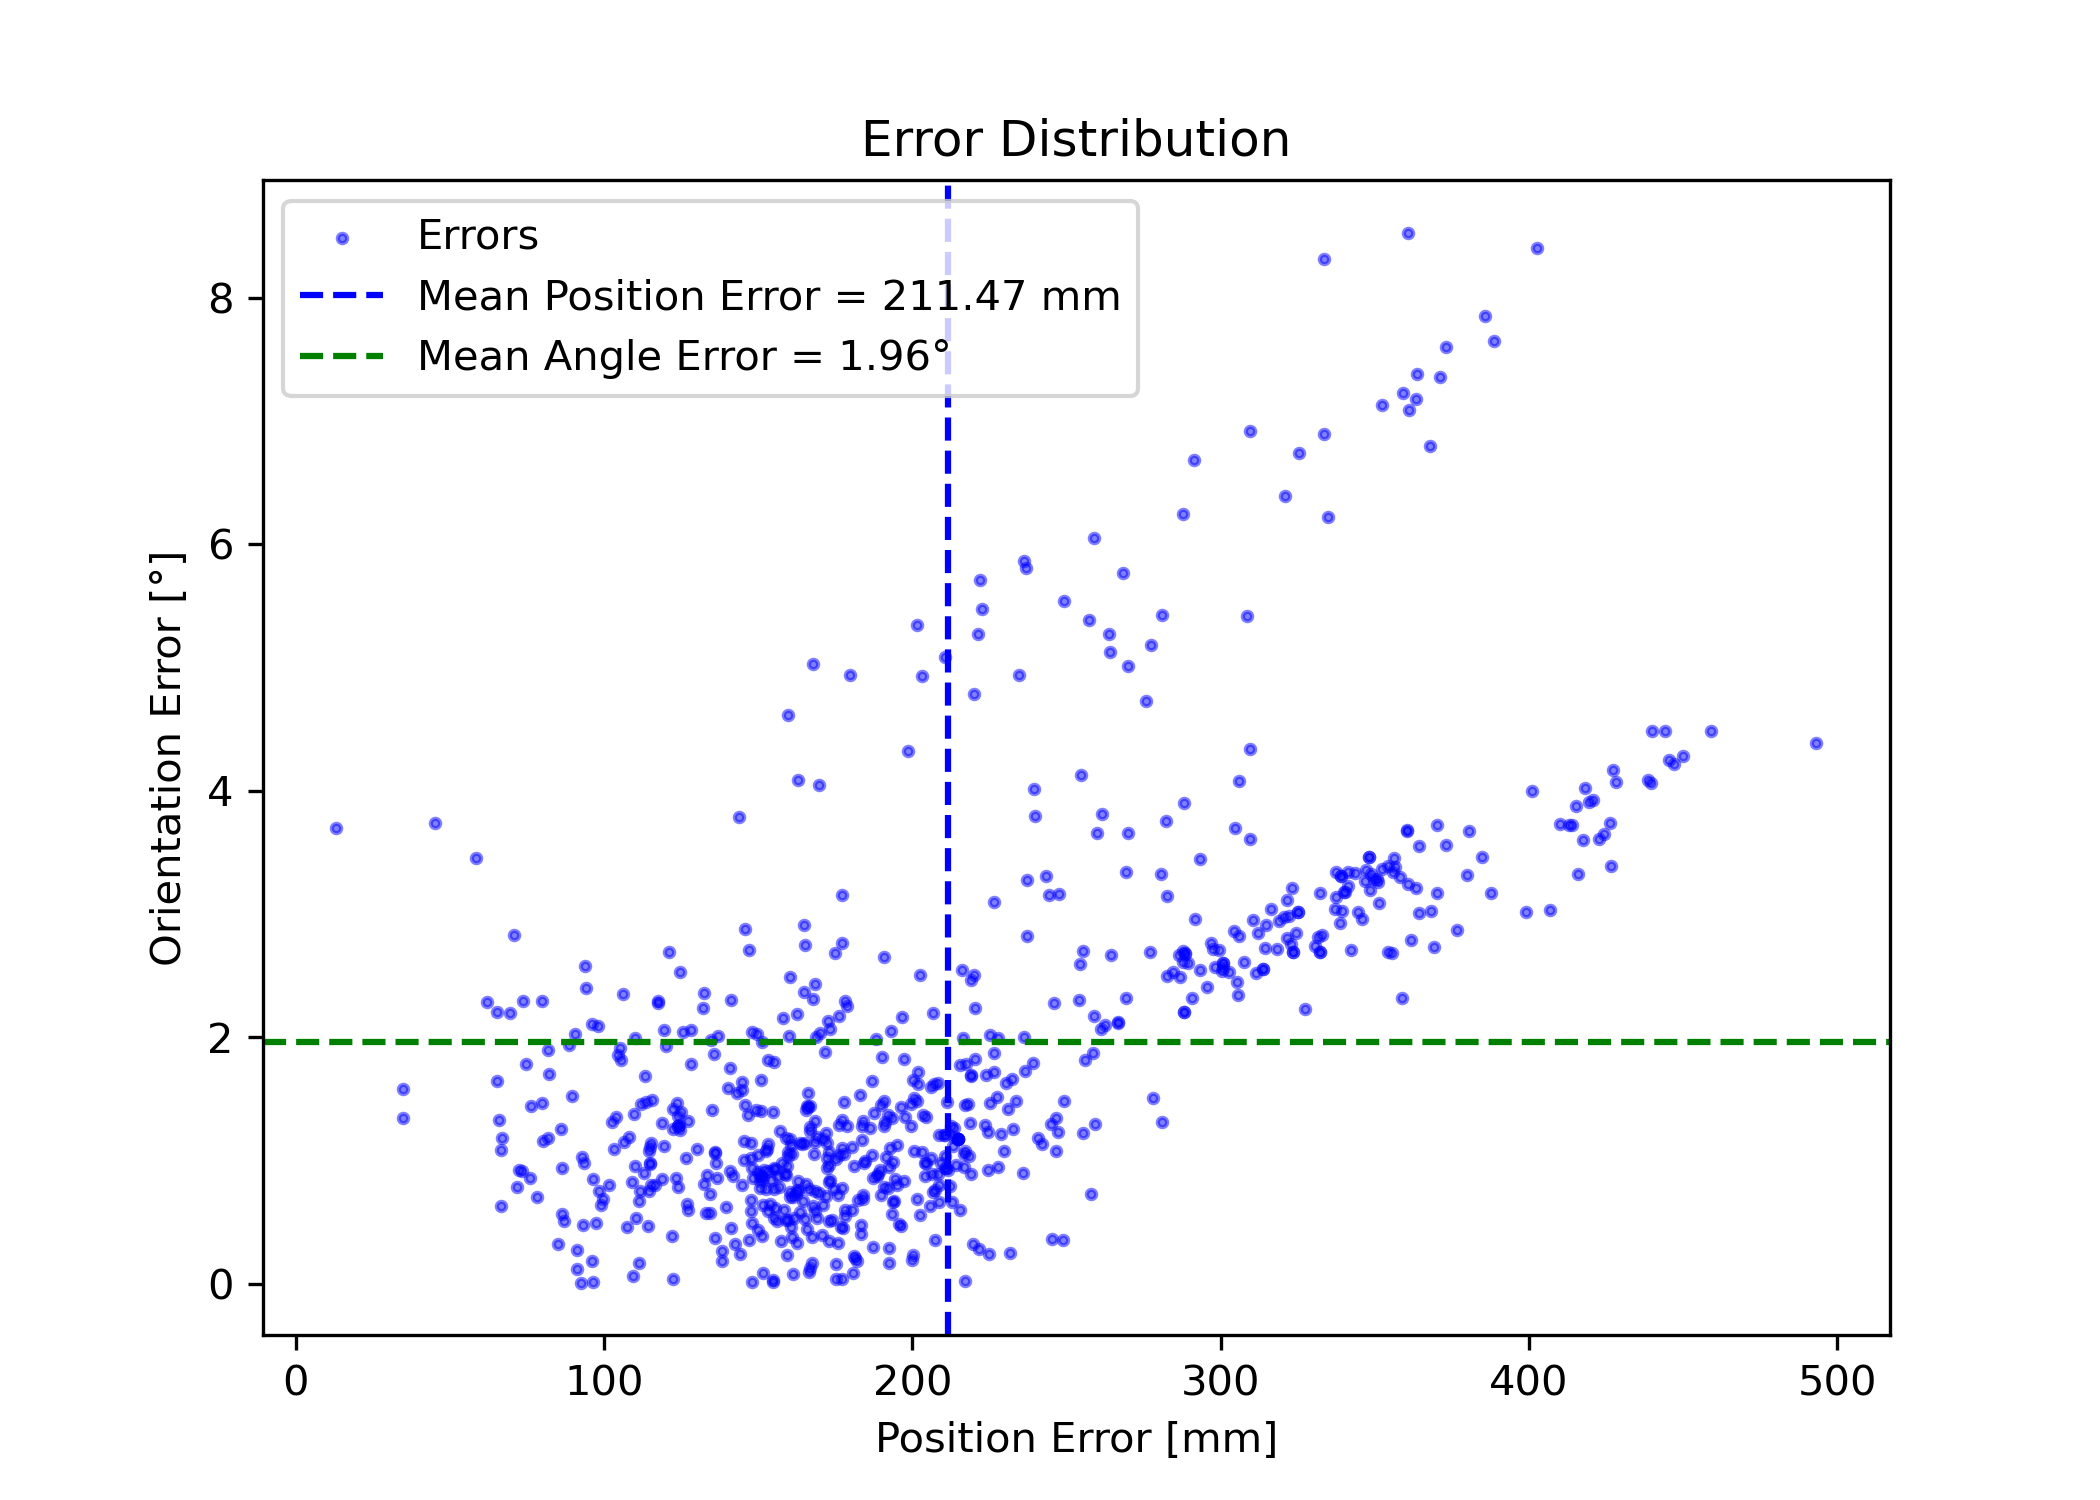 Error Distribution
Errors
Mean Position Error = 211.47 mm
Mean Angle Error = 1.96°
Orientation Error [°]
8
6
4
2
0
0 100 200 300 400 500
Position Error [mm]